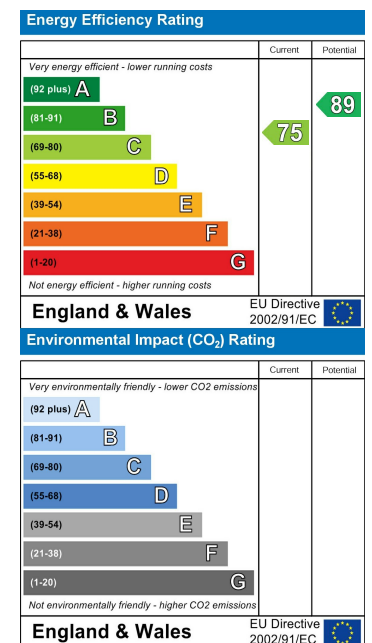 Energy Efficiency Rating
Current Potential
Very energy efficient - lower running costs
(92 plus) A
(81-91) B
(69-80) C
(55-68) D
(39-54) E
(21-38) F
(1-20) G
89
75
Not energy efficient - higher running costs
England & Wales
EU Directive
2002/91/EC
Environmental Impact (CO₂) Rating
Current Potential
Very environmentally friendly - lower CO2 emissions
(92 plus) A
(81-91) B
(69-80) C
(55-68) D
(39-54) E
(21-38) F
(1-20) G
Not environmentally friendly - higher CO2 emissions
England & Wales
EU Directive
2002/91/EC